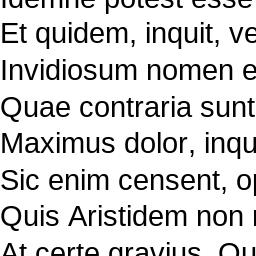 Idemne potest esse
Et quidem, inquit, ve
Invidiosum nomen e
Quae contraria sunt
Maximus dolor, inqu
Sic enim censent, op
Quis Aristidem non
At certe gravius. Qu